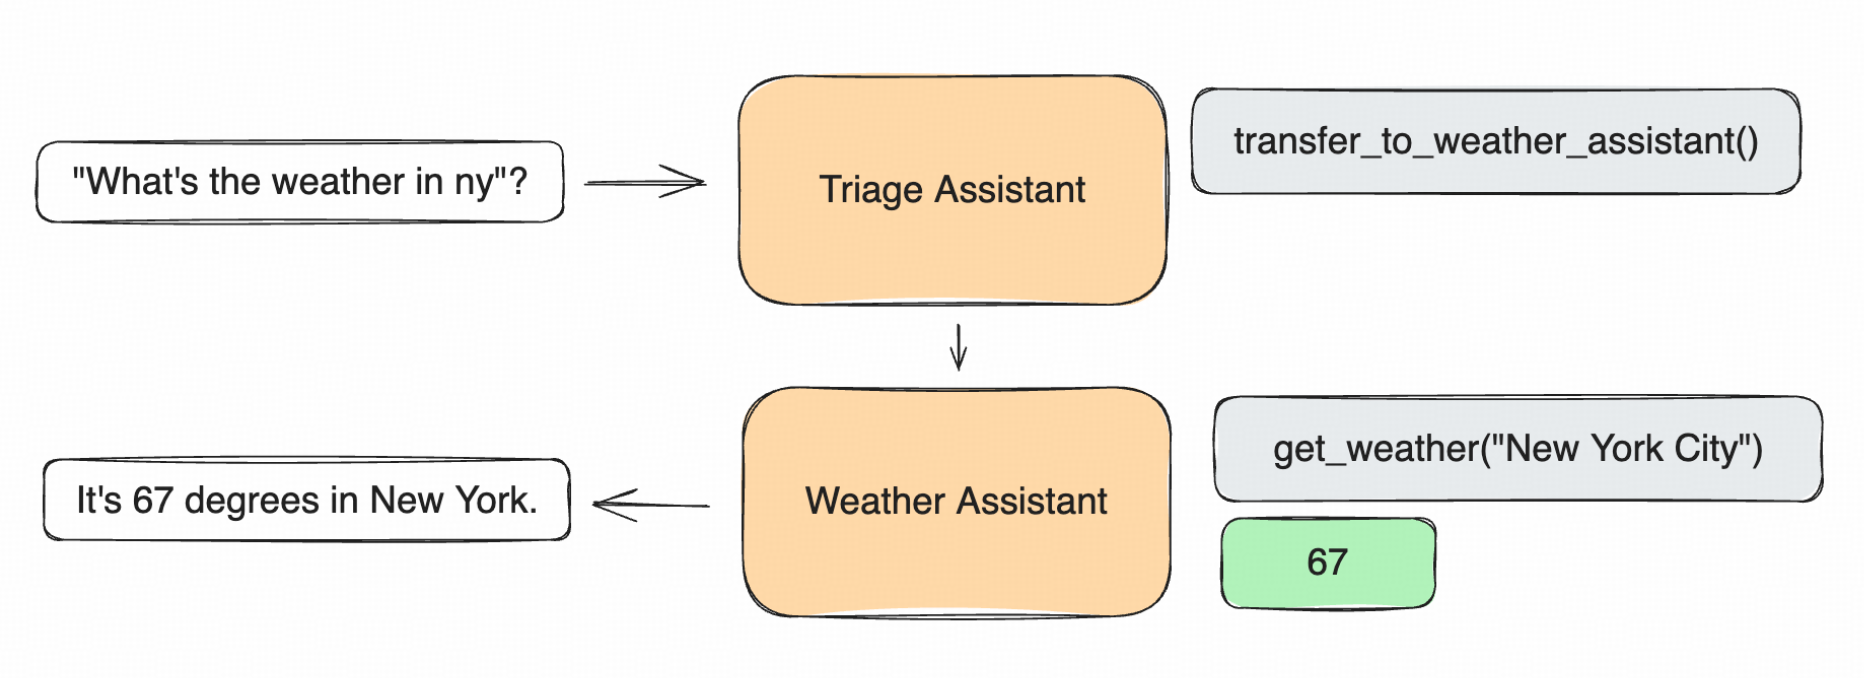 "What's the weather in ny"?
Triage Assistant
transfer_to_weather_assistant()
Weather Assistant
get_weather("New York City")
67
It's 67 degrees in New York.